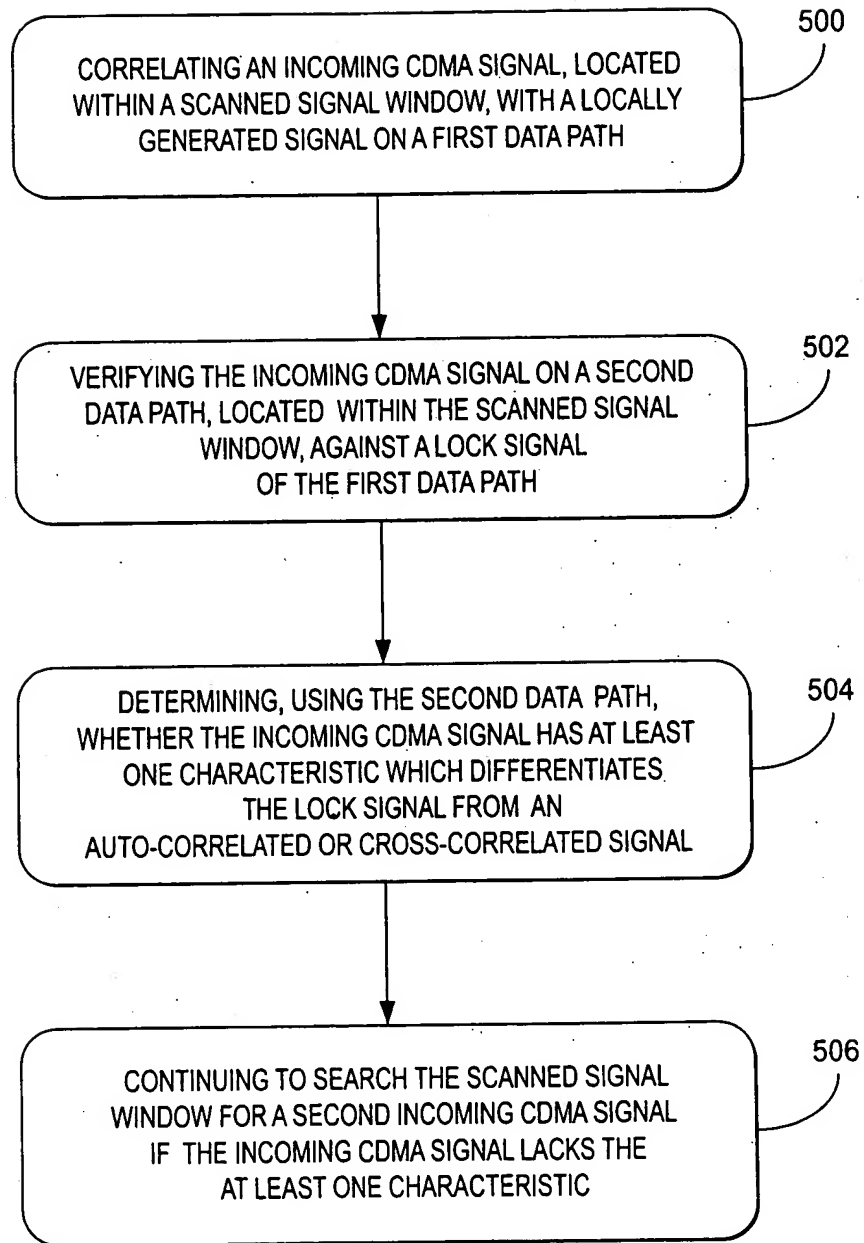 500
CORRELATING AN INCOMING CDMA SIGNAL, LOCATED
WITHIN A SCANNED SIGNAL WINDOW, WITH A LOCALLY
GENERATED SIGNAL ON A FIRST DATA PATH
502
VERIFYING THE INCOMING CDMA SIGNAL ON A SECOND
DATA PATH, LOCATED WITHIN THE SCANNED SIGNAL
WINDOW, AGAINST A LOCK SIGNAL
OF THE FIRST DATA PATH
504
DETERMINING, USING THE SECOND DATA PATH,
WHETHER THE INCOMING CDMA SIGNAL HAS AT LEAST
ONE CHARACTERISTIC WHICH DIFFERENTIATES
THE LOCK SIGNAL FROM AN
AUTO-CORRELATED OR CROSS-CORRELATED SIGNAL
506
CONTINUING TO SEARCH THE SCANNED SIGNAL
WINDOW FOR A SECOND INCOMING CDMA SIGNAL
IF THE INCOMING CDMA SIGNAL LACKS THE
AT LEAST ONE CHARACTERISTIC